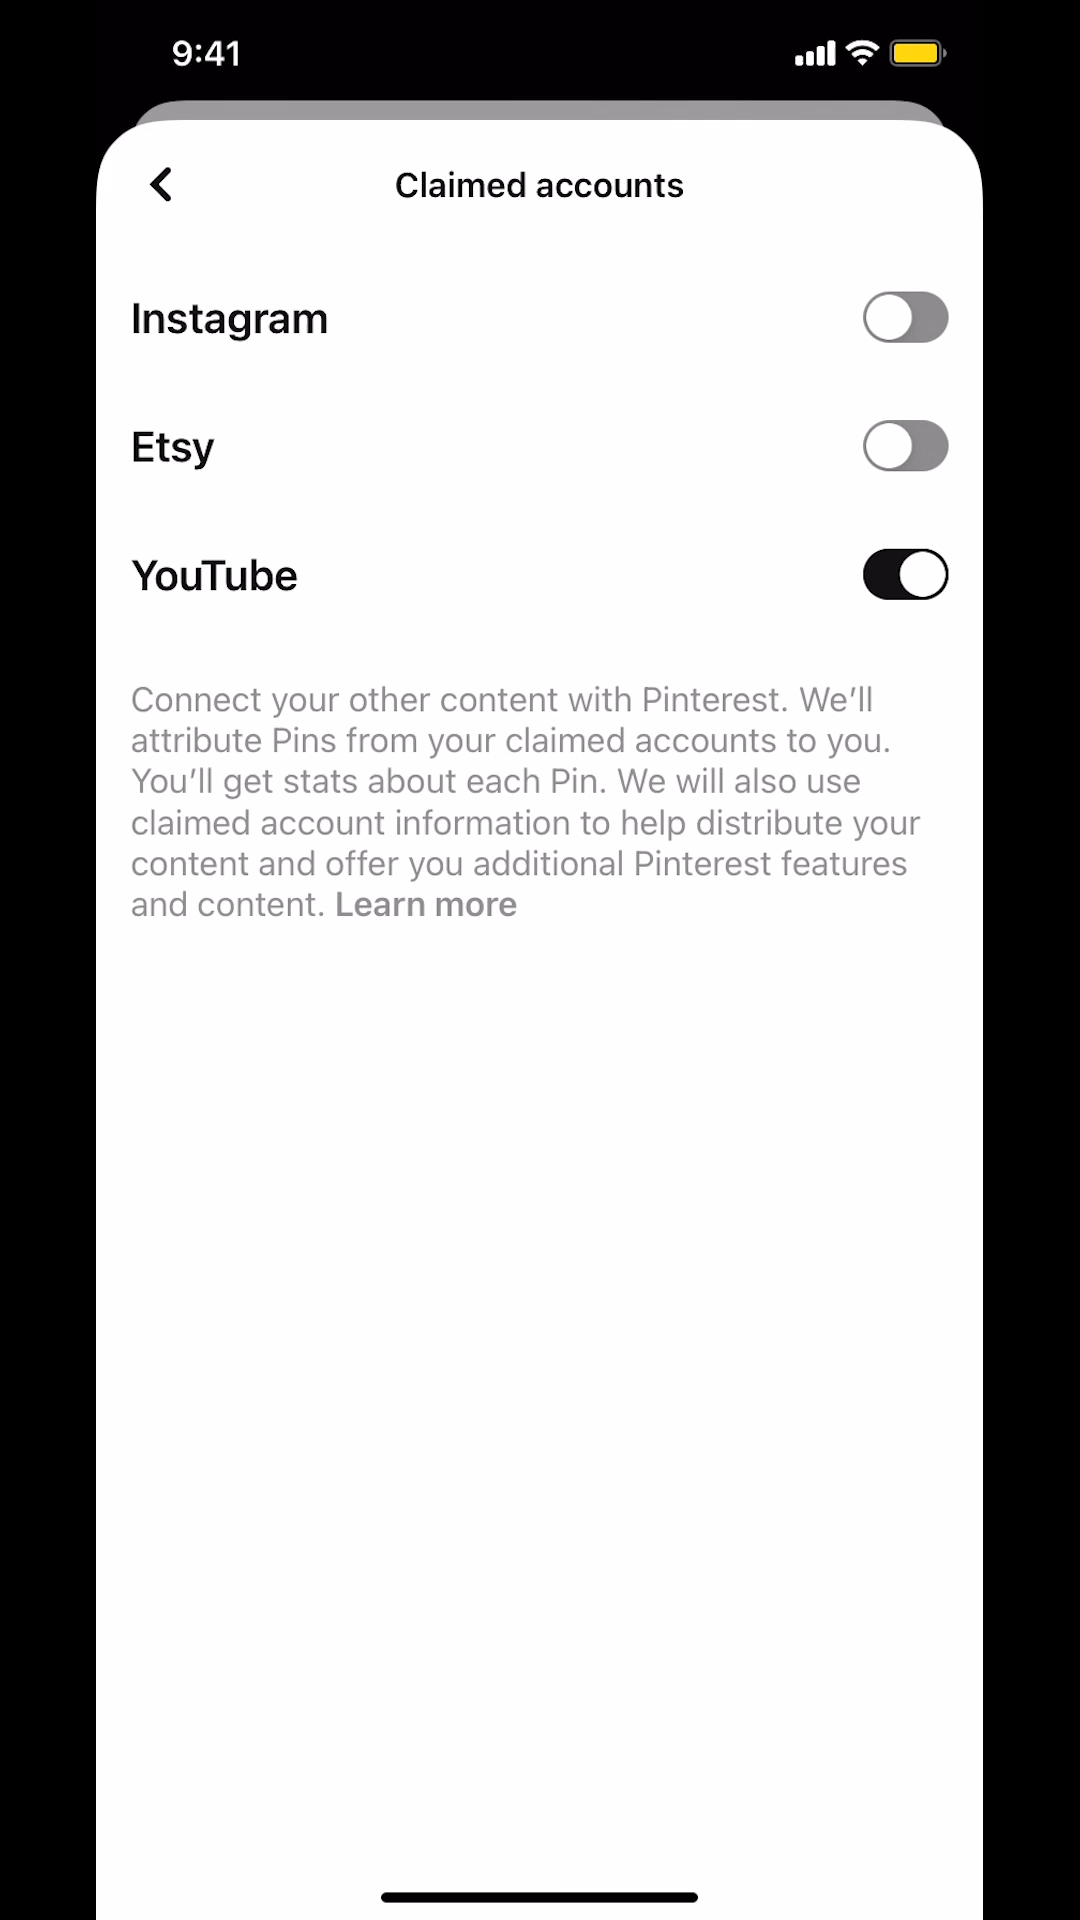 9:41
Claimed accounts
Instagram
Etsy
YouTube
Connect your other content with Pinterest. We’ll
attribute Pins from your claimed accounts to you.
You’ll get stats about each Pin. We will also use
claimed account information to help distribute your
content and offer you additional Pinterest features
and content. Learn more